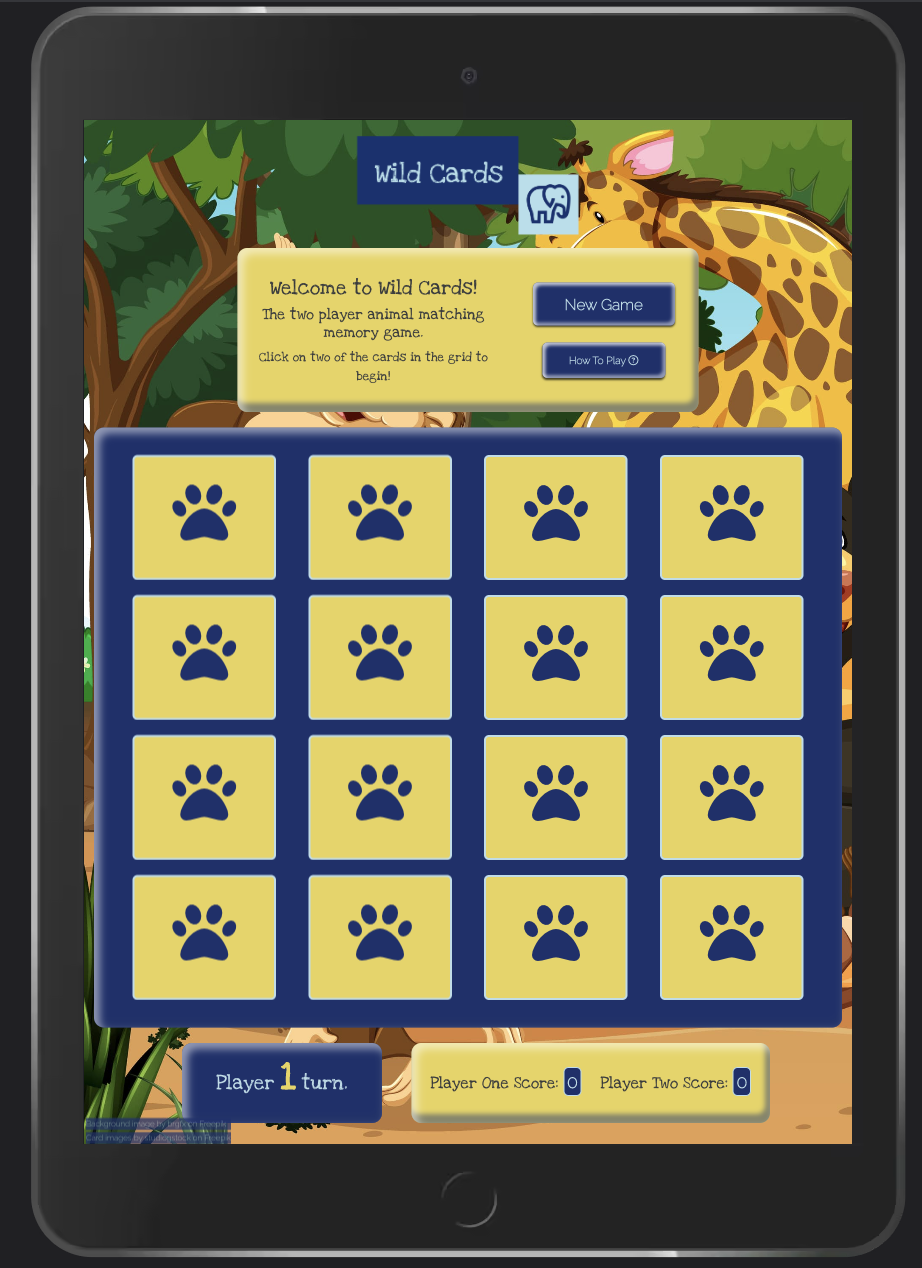 Wild Cards
Welcome to Wild Cards!
The two player animal matching
memory game.
Click on two of the cards in the grid to
begin!
New Game
How To Play ?
Player 1 turn.
Player One Score: 0 Player Two Score: 0
Background image by brgfx on Freepik
Card images by studiogstock on Freepik